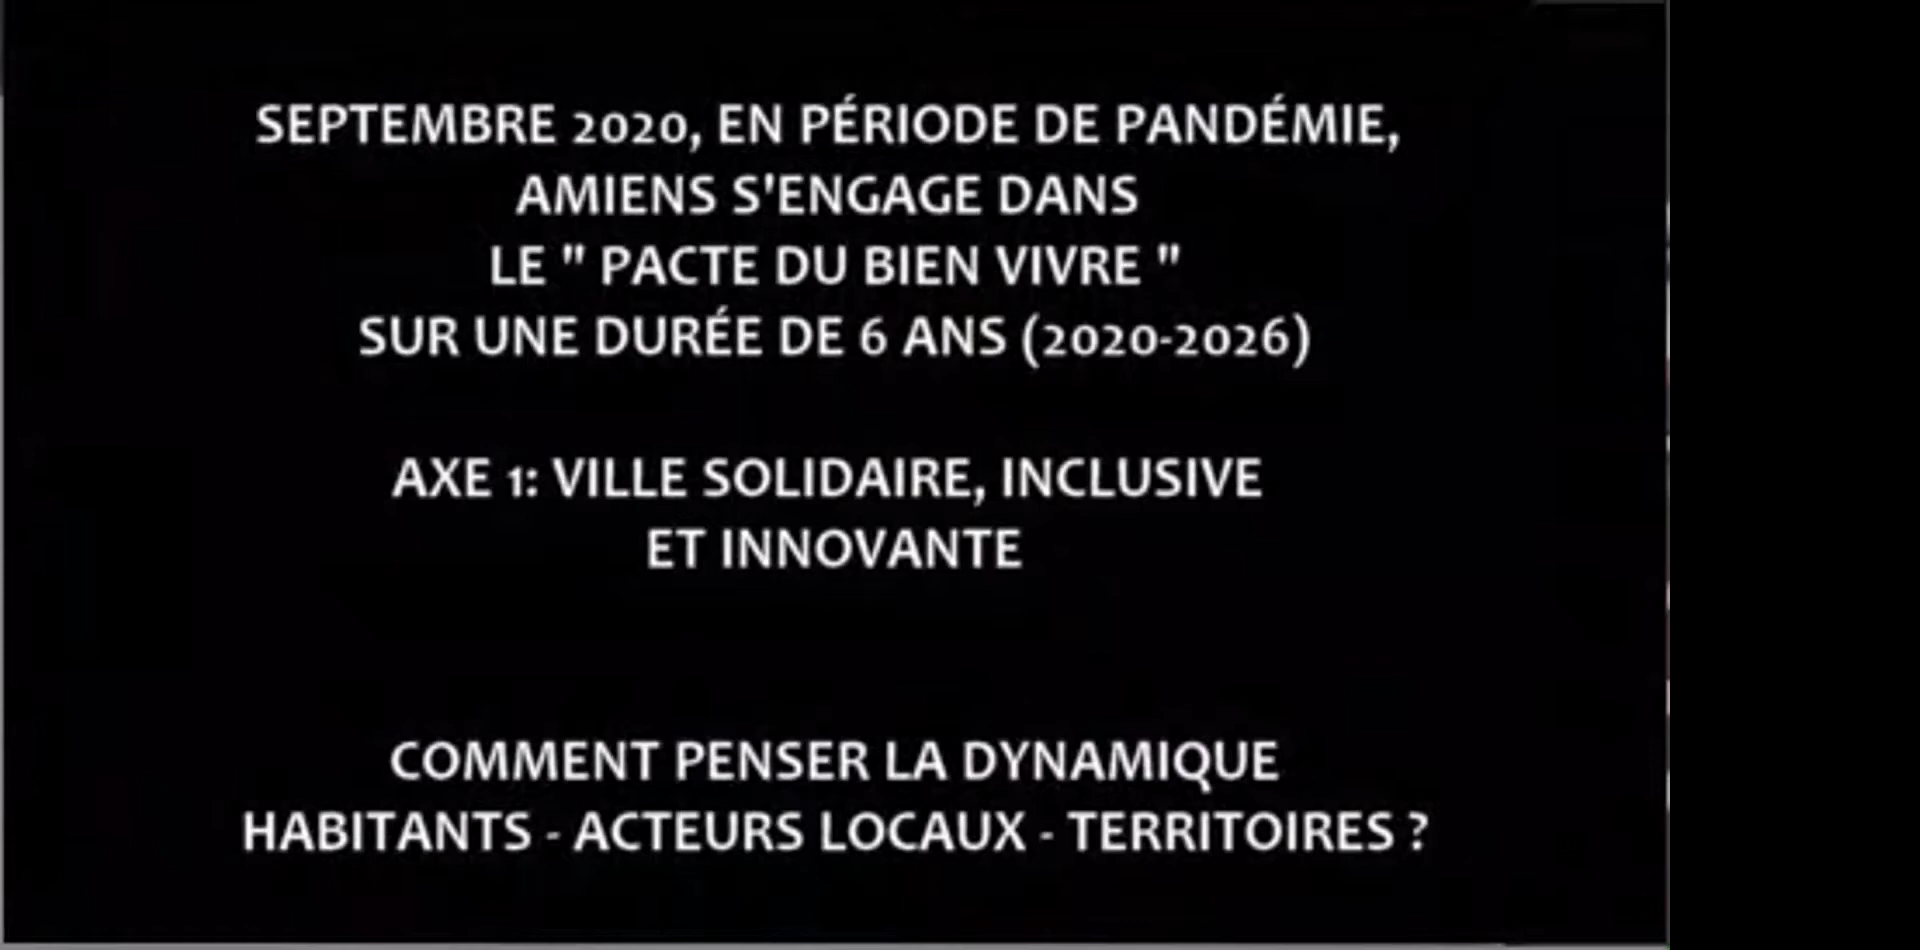 SEPTEMBRE 2020, EN PÉRIODE DE PANDÉMIE,
AMIENS S'ENGAGE DANS
LE " PACTE DU BIEN VIVRE "
SUR UNE DURÉE DE 6 ANS (2020-2026)
AXE 1: VILLE SOLIDAIRE, INCLUSIVE
ET INNOVANTE
COMMENT PENSER LA DYNAMIQUE
HABITANTS - ACTEURS LOCAUX - TERRITOIRES ?